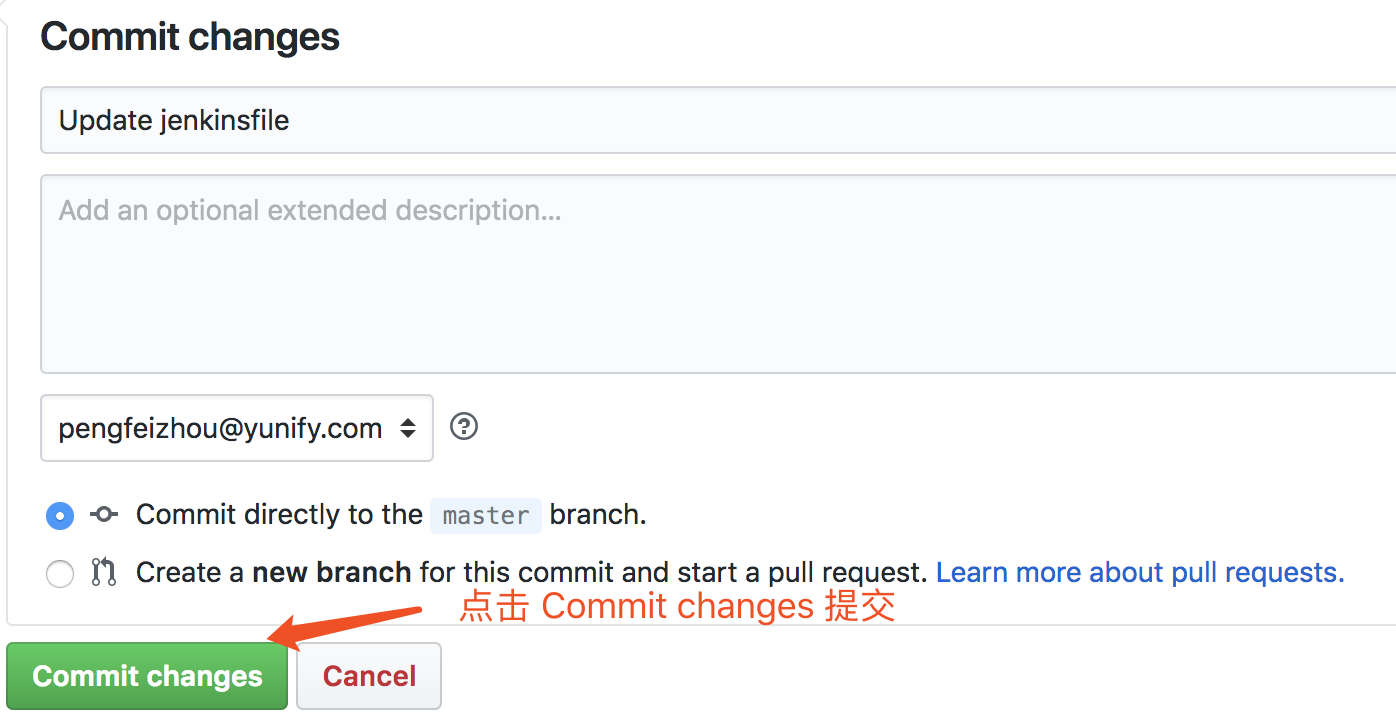 Commit changes
Update jenkinsfile
Add an optional extended description...
pengfeizhou@yunify.com
Commit directly to the master branch.
Create a new branch for this commit and start a pull request. Learn more about pull requests.
点击 Commit changes 提交
Commit changes Cancel